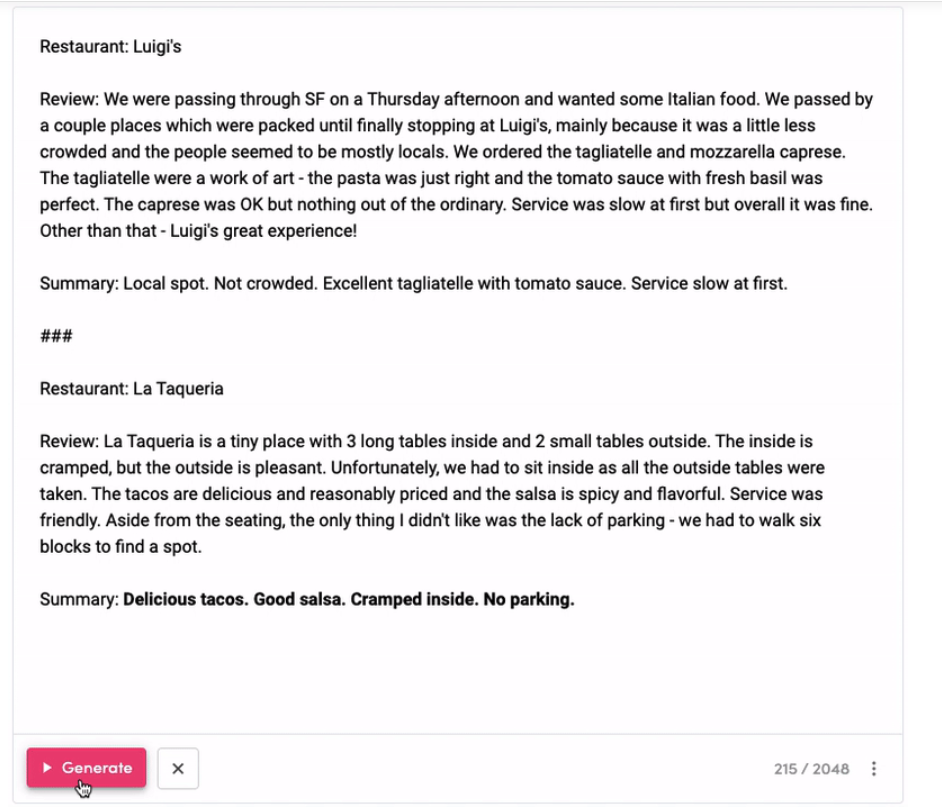 Restaurant: Luigi's
Review: We were passing through SF on a Thursday afternoon and wanted some Italian food. We passed by
a couple places which were packed until finally stopping at Luigi's, mainly because it was a little less
crowded and the people seemed to be mostly locals. We ordered the tagliatelle and mozzarella caprese.
The tagliatelle were a work of art - the pasta was just right and the tomato sauce with fresh basil was
perfect. The caprese was OK but nothing out of the ordinary. Service was slow at first but overall it was fine.
Other than that - Luigi's great experience!
Summary: Local spot. Not crowded. Excellent tagliatelle with tomato sauce. Service slow at first.
###
Restaurant: La Taqueria
Review: La Taqueria is a tiny place with 3 long tables inside and 2 small tables outside. The inside is
cramped, but the outside is pleasant. Unfortunately, we had to sit inside as all the outside tables were
taken. The tacos are delicious and reasonably priced and the salsa is spicy and flavorful. Service was
friendly. Aside from the seating, the only thing I didn't like was the lack of parking - we had to walk six
blocks to find a spot.
Summary: Delicious tacos. Good salsa. Cramped inside. No parking.
Generate
215 / 2048